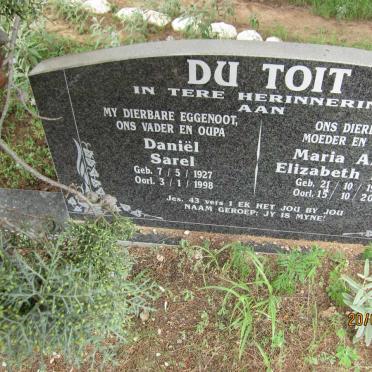 DU TOIT
IN TERE HERINNERIN
AAN
MY DIERBARE EGGENOOT,
ONS VADER EN OUPA
Daniël
Sarel
Geb. 7 / 5 / 1927
Oorl. 3 / 1 / 1998
ONS DIER
MOEDER EN
Maria A
Elizabeth
Geb. 21 / 10 / 1
Oorl. 15 / 10 / 20
Jes. 43 vers 1 EK HET JOU BY JOU
NAAM GEROEP: JY IS MYNE
20/